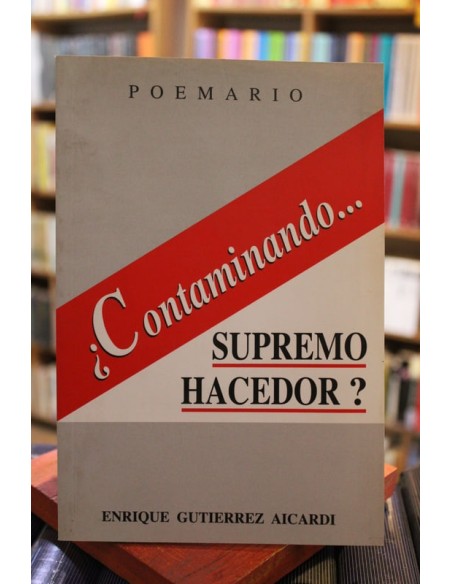 POEMARIO
¿Contaminando...
SUPREMO
HACEDOR ?
ENRIQUE GUTIERREZ AICARDI